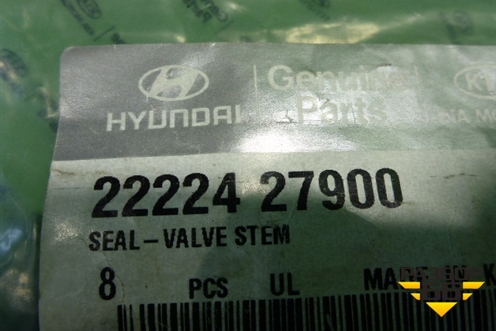 HYUNDAI
Genuine
Parts
22224 27900
SEAL-VALVE STEM
8 PCS UL